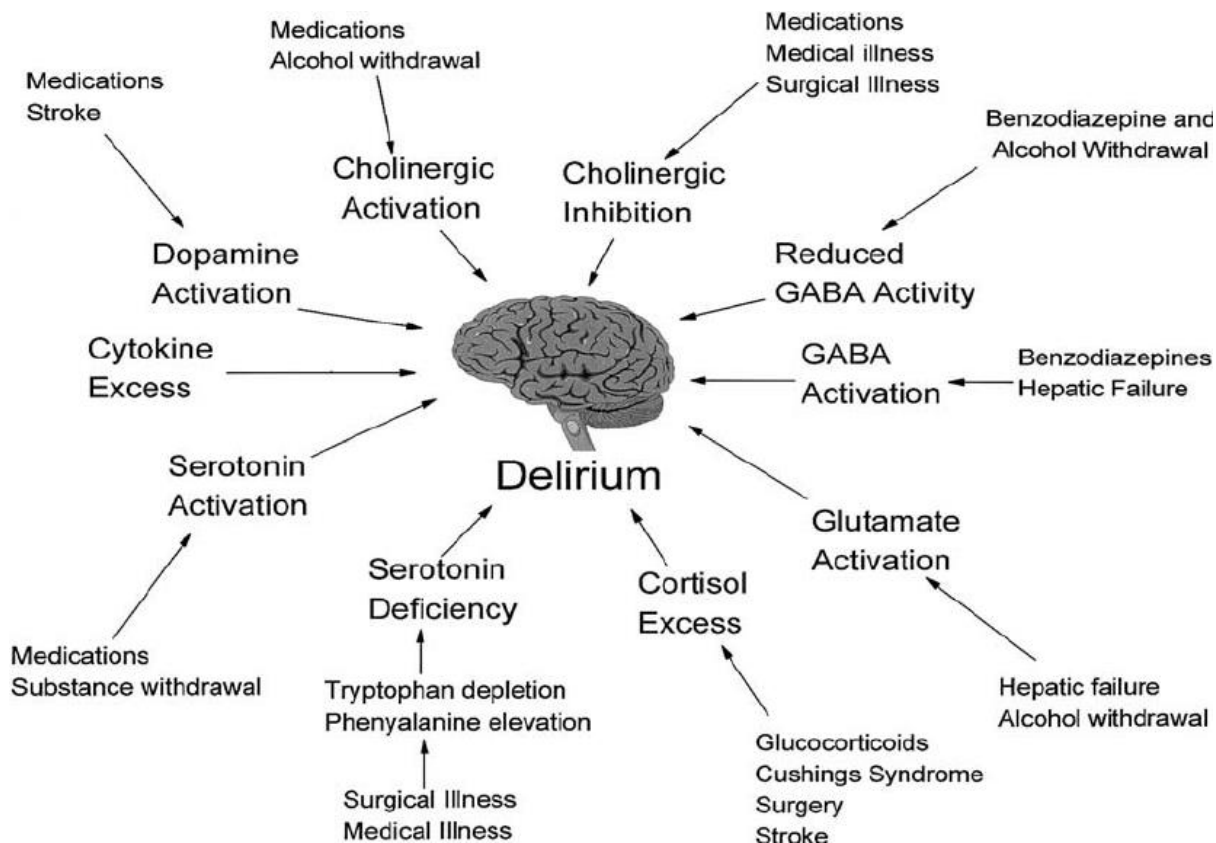 Medications
Alcohol withdrawal
Medications
Medical illness
Surgical Illness
Medications
Stroke
Benzodiazepine and
Alcohol Withdrawal
Cholinergic
Activation
Cholinergic
Inhibition
Dopamine
Activation
Reduced
GABA Activity
Cytokine
Excess
GABA
Activation
Benzodiazepines
Hepatic Failure
Serotonin
Activation
Delirium
Glutamate
Activation
Serotonin
Deficiency
Cortisol
Excess
Medications
Substance withdrawal
Tryptophan depletion
Phenyalanine elevation
Hepatic failure
Alcohol withdrawal
Glucocorticoids
Cushings Syndrome
Surgery
Stroke
Surgical Illness
Medical Illness